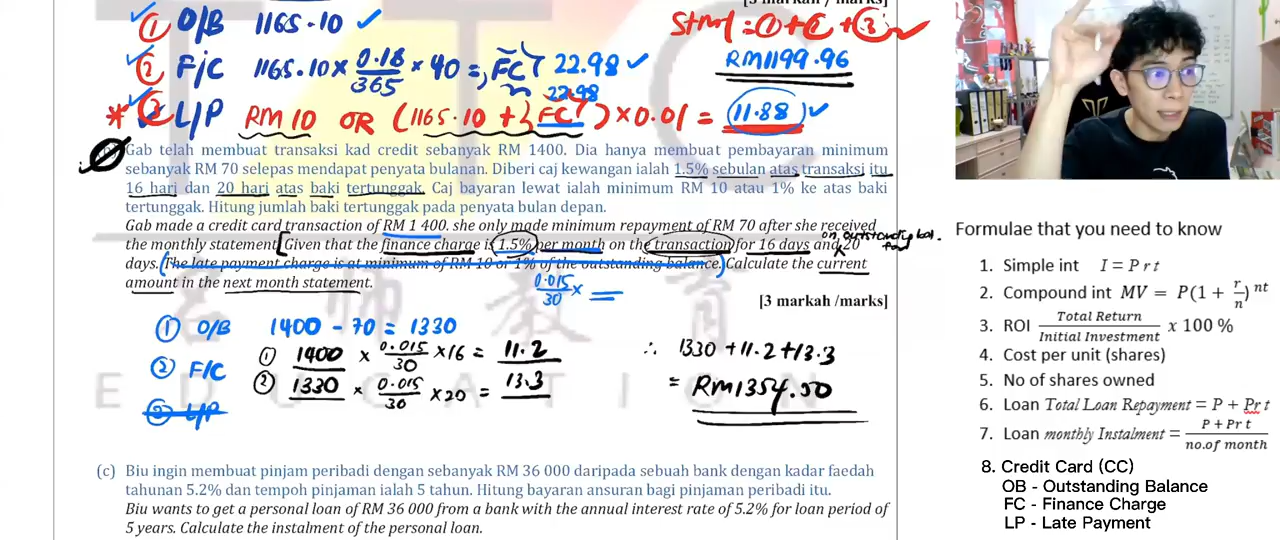 [3 markah / marks]
① O/B 1165.10
② F/C 1165.10 × 0.18/365 × 40 =, FC↑ 22.98
Stmt = ① + ② + ③
RM1199.96
22.98
* ③ L/P RM 10 OR (1165.10 + FC↑) × 0.01 = 11.88
Gab telah membuat transaksi kad credit sebanyak RM 1400. Dia hanya membuat pembayaran minimum
sebanyak RM 70 selepas mendapat penyata bulanan. Diberi caj kewangan ialah 1.5% sebulan atas transaksi itu
16 hari dan 20 hari atas baki tertunggak. Caj bayaran lewat ialah minimum RM 10 atau 1% ke atas baki
tertunggak. Hitung jumlah baki tertunggak pada penyata bulan depan.
Gab made a credit card transaction of RM 1 400. she only made minimum repayment of RM 70 after she received
on outstanding bal.
the monthly statement. Given that the finance charge is 1.5% per month on the transaction for 16 days and 20
for
days. (The late payment charge is at minimum of RM 10 or 1% of the outstanding balance.) Calculate the current
amount in the next month statement.
0.015/30 ×
[3 markah /marks]
① O/B 1400 - 70 = 1330
② F/C ① 1400 × 0.015/30 × 16 = 11.2
② 1330 × 0.015/30 × 20 = 13.3
③ L/P
∴ 1330 + 11.2 + 13.3
= RM1354.50
名师教育
EDUCATION
(c) Biu ingin membuat pinjam peribadi dengan sebanyak RM 36 000 daripada sebuah bank dengan kadar faedah
tahunan 5.2% dan tempoh pinjaman ialah 5 tahun. Hitung bayaran ansuran bagi pinjaman peribadi itu.
Biu wants to get a personal loan of RM 36 000 from a bank with the annual interest rate of 5.2% for loan period of
5 years. Calculate the instalment of the personal loan.
Formulae that you need to know
1. Simple int I = P r t
2. Compound int MV = P(1 + r/n)^nt
3. ROI Total Return/Initial Investment x 100 %
4. Cost per unit (shares)
5. No of shares owned
6. Loan Total Loan Repayment = P + Pr t
7. Loan monthly Instalment = P + Pr t/no.of month
8. Credit Card (CC)
OB - Outstanding Balance
FC - Finance Charge
LP - Late Payment